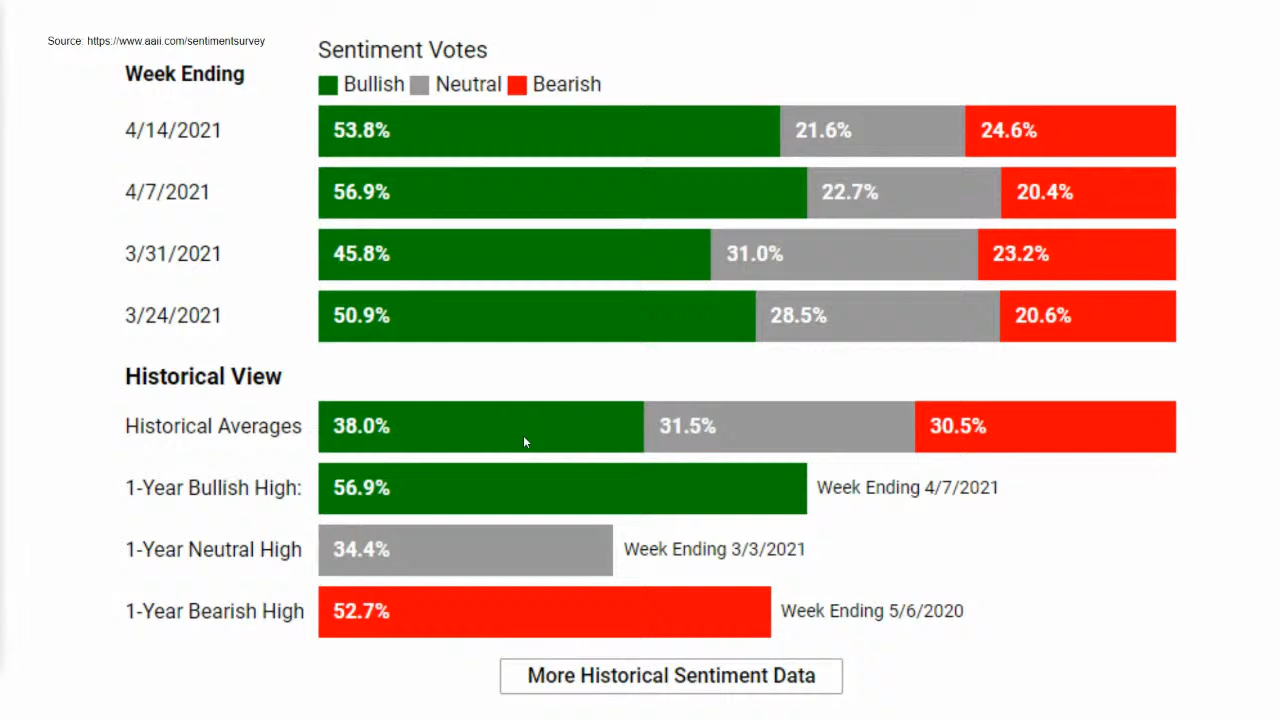 Source: https://www.aaii.com/sentimentsurvey
Sentiment Votes
Week Ending
Bullish Neutral Bearish
4/14/2021 53.8% 21.6% 24.6%
4/7/2021 56.9% 22.7% 20.4%
3/31/2021 45.8% 31.0% 23.2%
3/24/2021 50.9% 28.5% 20.6%
Historical View
Historical Averages 38.0% 31.5% 30.5%
1-Year Bullish High: 56.9% Week Ending 4/7/2021
1-Year Neutral High 34.4% Week Ending 3/3/2021
1-Year Bearish High 52.7% Week Ending 5/6/2020
More Historical Sentiment Data